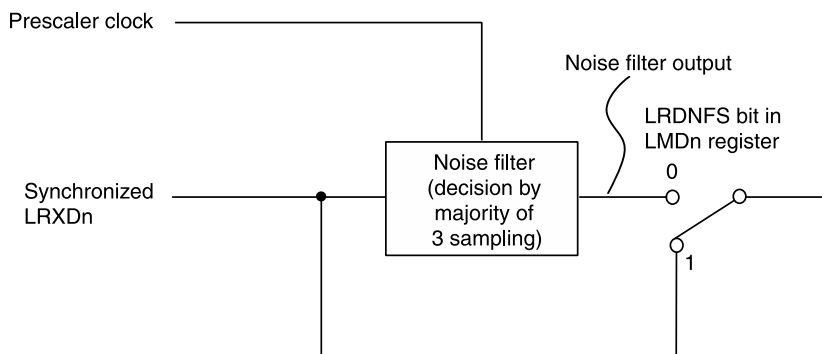 Prescaler clock
Noise filter output
LRDNFS bit in
LMDn register
0
Synchronized
LRXDn
Noise filter
(decision by
majority of
3 sampling)
1